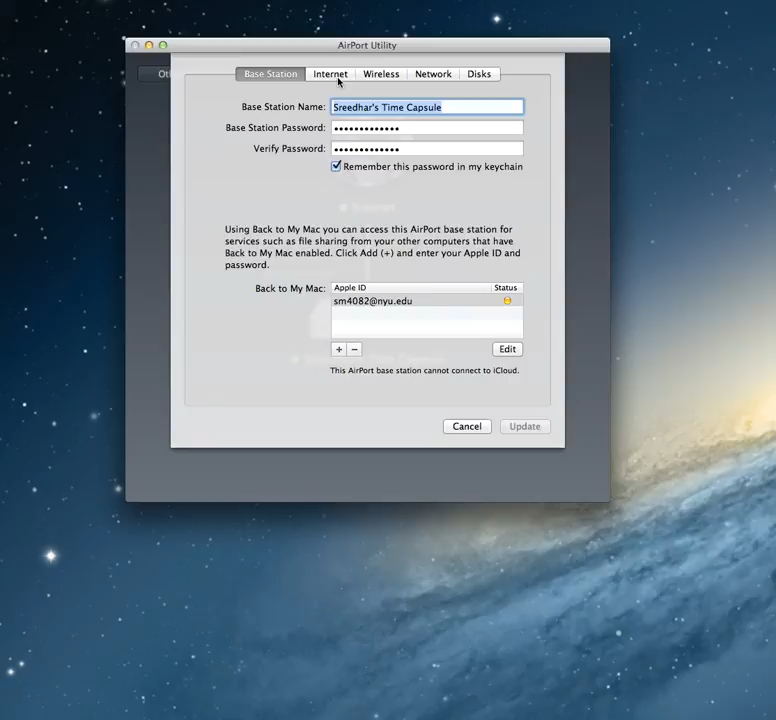 AirPort Utility
Base Station Internet Wireless Network Disks
Base Station Name: Sreedhar's Time Capsule
Base Station Password: •••••••••••••
Verify Password: •••••••••••••
Remember this password in my keychain
Using Back to My Mac you can access this AirPort base station for
services such as file sharing from your other computers that have
Back to My Mac enabled. Click Add (+) and enter your Apple ID and
password.
Back to My Mac: Apple ID Status
sm4082@nyu.edu
+ − Edit
This AirPort base station cannot connect to iCloud.
Cancel Update